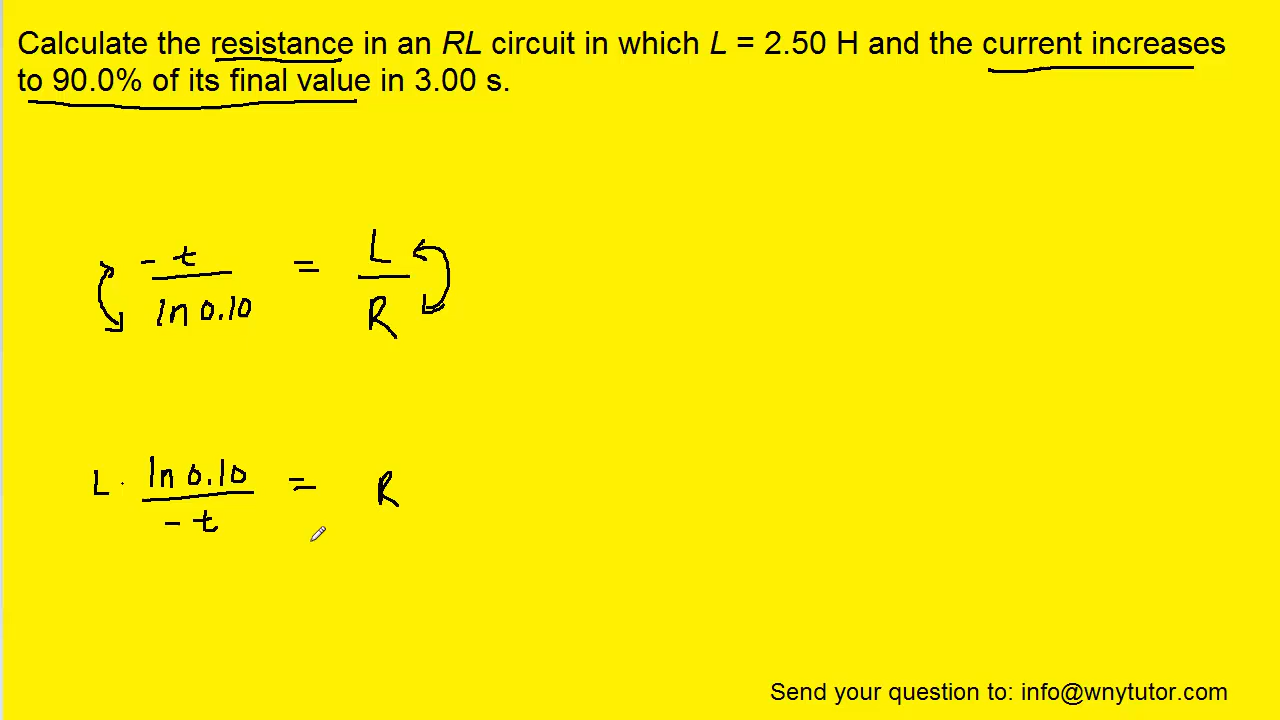 Calculate the resistance in an RL circuit in which L = 2.50 H and the current increases
to 90.0% of its final value in 3.00 s.
- t / ln 0.10 = L / R
L · ln 0.10 / - t = R
Send your question to: info@wnytutor.com